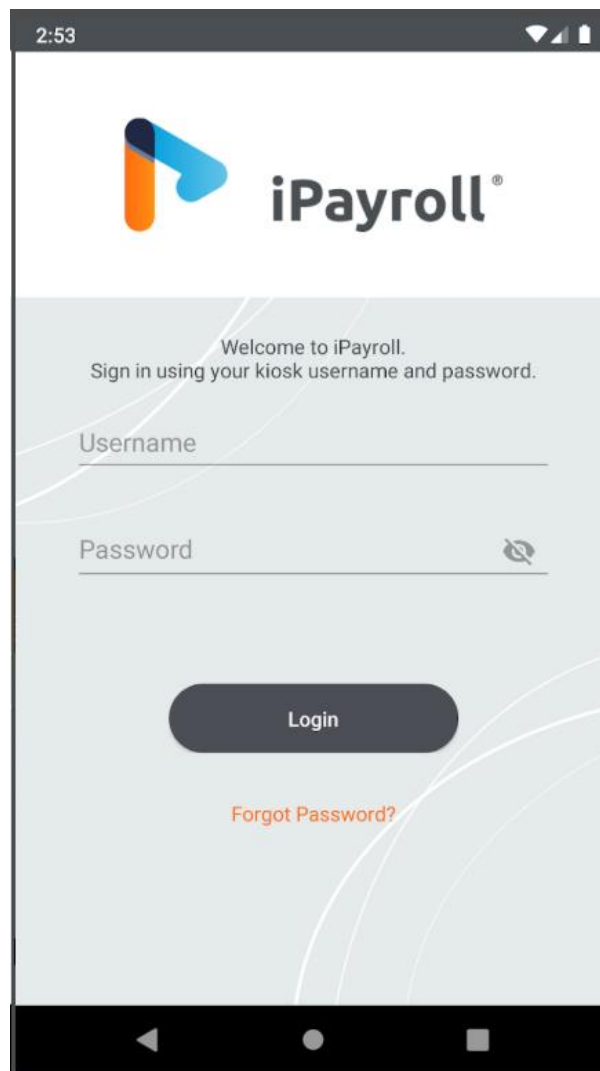 2:53
iPayroll®
Welcome to iPayroll.
Sign in using your kiosk username and password.
Username
Password
Login
Forgot Password?